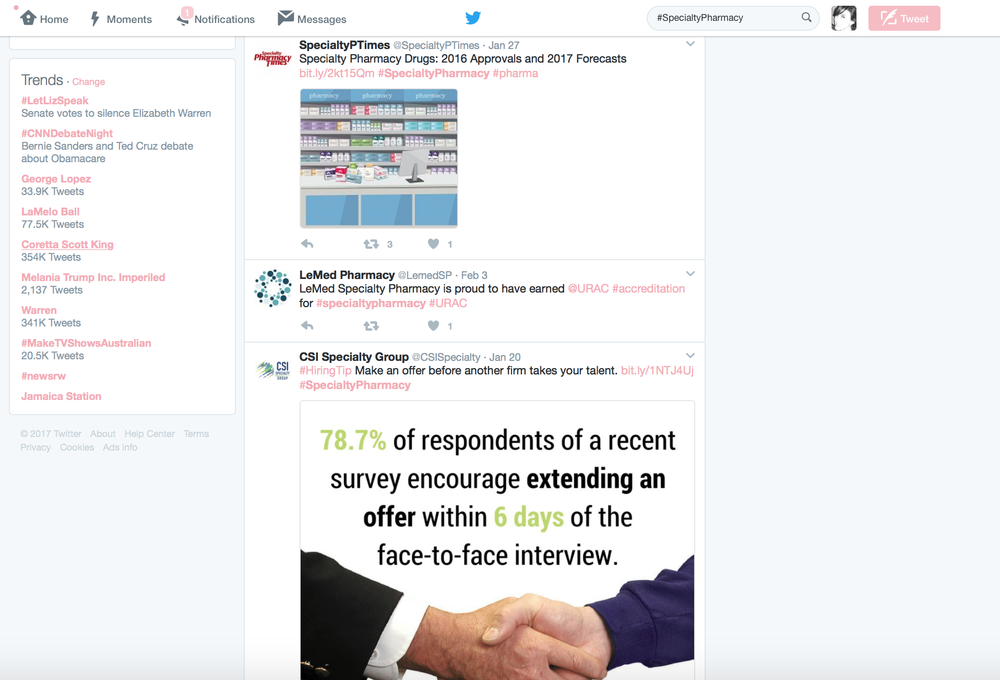 Home
Moments
1
Notifications
Messages
#SpecialtyPharmacy
Tweet
Trends · Change
#LetLizSpeak
Senate votes to silence Elizabeth Warren
#CNNDebateNight
Bernie Sanders and Ted Cruz debate
about Obamacare
George Lopez
33.9K Tweets
LaMelo Ball
77.5K Tweets
Coretta Scott King
354K Tweets
Melania Trump Inc. Imperiled
2,137 Tweets
Warren
341K Tweets
#MakeTVShowsAustralian
20.5K Tweets
#newsrw
Jamaica Station
© 2017 Twitter About Help Center Terms
Privacy Cookies Ads info
Specialty
Pharmacy
Times
SpecialtyPTimes @SpecialtyPTimes · Jan 27
Specialty Pharmacy Drugs: 2016 Approvals and 2017 Forecasts
bit.ly/2kt15Qm #SpecialtyPharmacy #pharma
pharmacy pharmacy pharmacy
3 1
LeMed Pharmacy @LemedSP · Feb 3
LeMed Specialty Pharmacy is proud to have earned @URAC #accreditation
for #specialtypharmacy #URAC
1
CSI
SPECIALTY
GROUP
CSI Specialty Group @CSISpecialty · Jan 20
#HiringTip Make an offer before another firm takes your talent. bit.ly/1NTJ4Uj
#SpecialtyPharmacy
78.7% of respondents of a recent
survey encourage extending an
offer within 6 days of the
face-to-face interview.